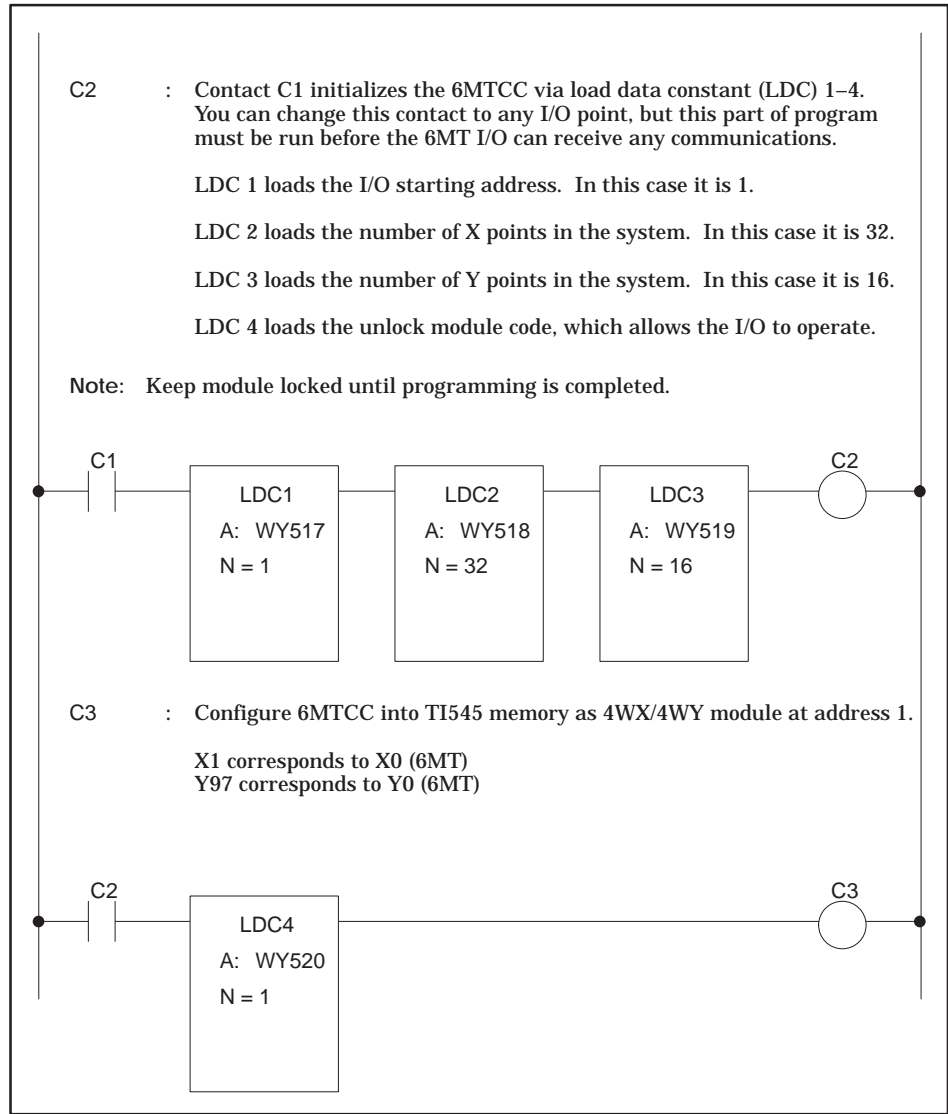 C2 : Contact C1 initializes the 6MTCC via load data constant (LDC) 1–4.
You can change this contact to any I/O point, but this part of program
must be run before the 6MT I/O can receive any communications.
LDC 1 loads the I/O starting address. In this case it is 1.
LDC 2 loads the number of X points in the system. In this case it is 32.
LDC 3 loads the number of Y points in the system. In this case it is 16.
LDC 4 loads the unlock module code, which allows the I/O to operate.
Note: Keep module locked until programming is completed.
C1 C2
LDC1 LDC2 LDC3
A: WY517 A: WY518 A: WY519
N = 1 N = 32 N = 16
C3 : Configure 6MTCC into TI545 memory as 4WX/4WY module at address 1.
X1 corresponds to X0 (6MT)
Y97 corresponds to Y0 (6MT)
C2 C3
LDC4
A: WY520
N = 1